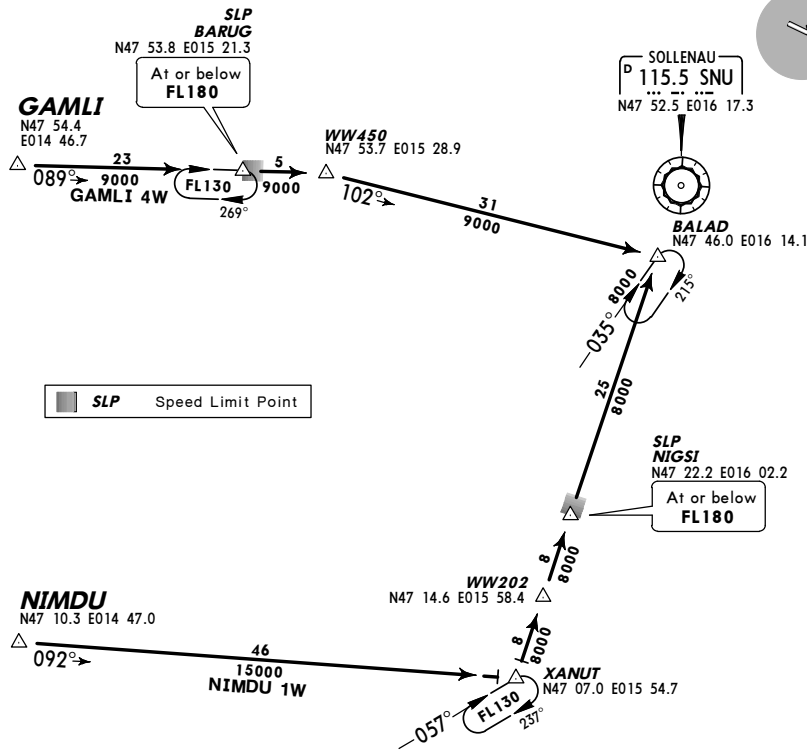 SLP
BARUG
N47 53.8 E015 21.3
At or below
FL180
SOLLENAU
D 115.5 SNU
N47 52.5 E016 17.3
GAMLI
N47 54.4
E014 46.7
WW450
N47 53.7 E015 28.9
089°
23
9000
GAMLI 4W
FL130
269°
5
9000
102°
31
9000
BALAD
N47 46.0 E016 14.1
8000
215°
035°
25
8000
SLP Speed Limit Point
SLP
NIGSI
N47 22.2 E016 02.2
At or below
FL180
8
8000
WW202
N47 14.6 E015 58.4
NIMDU
N47 10.3 E014 47.0
092°
46
15000
NIMDU 1W
8
8000
XANUT
N47 07.0 E015 54.7
057°
FL130
237°